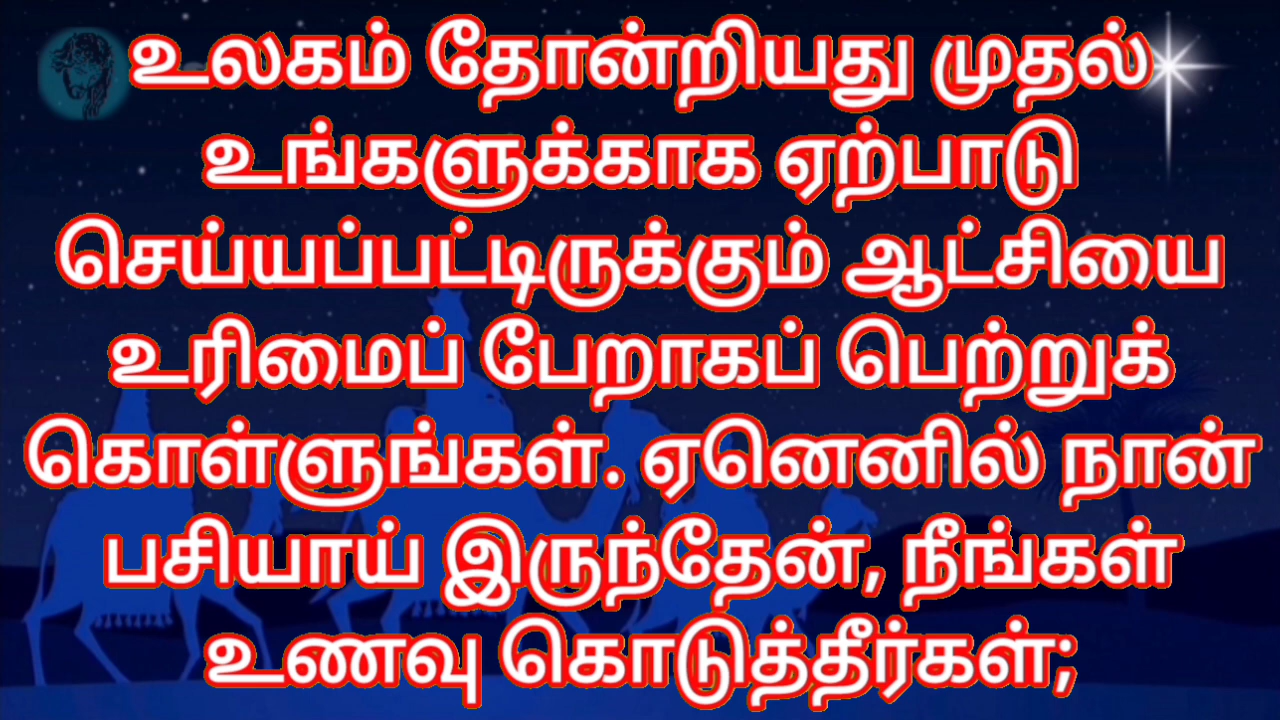 உலகம் தோன்றியது முதல்
உங்களுக்காக ஏற்பாடு
செய்யப்பட்டிருக்கும் ஆட்சியை
உரிமைப் பேறாகப் பெற்றுக்
கொள்ளுங்கள். ஏனெனில் நான்
பசியாய் இருந்தேன், நீங்கள்
உணவு கொடுத்தீர்கள்;